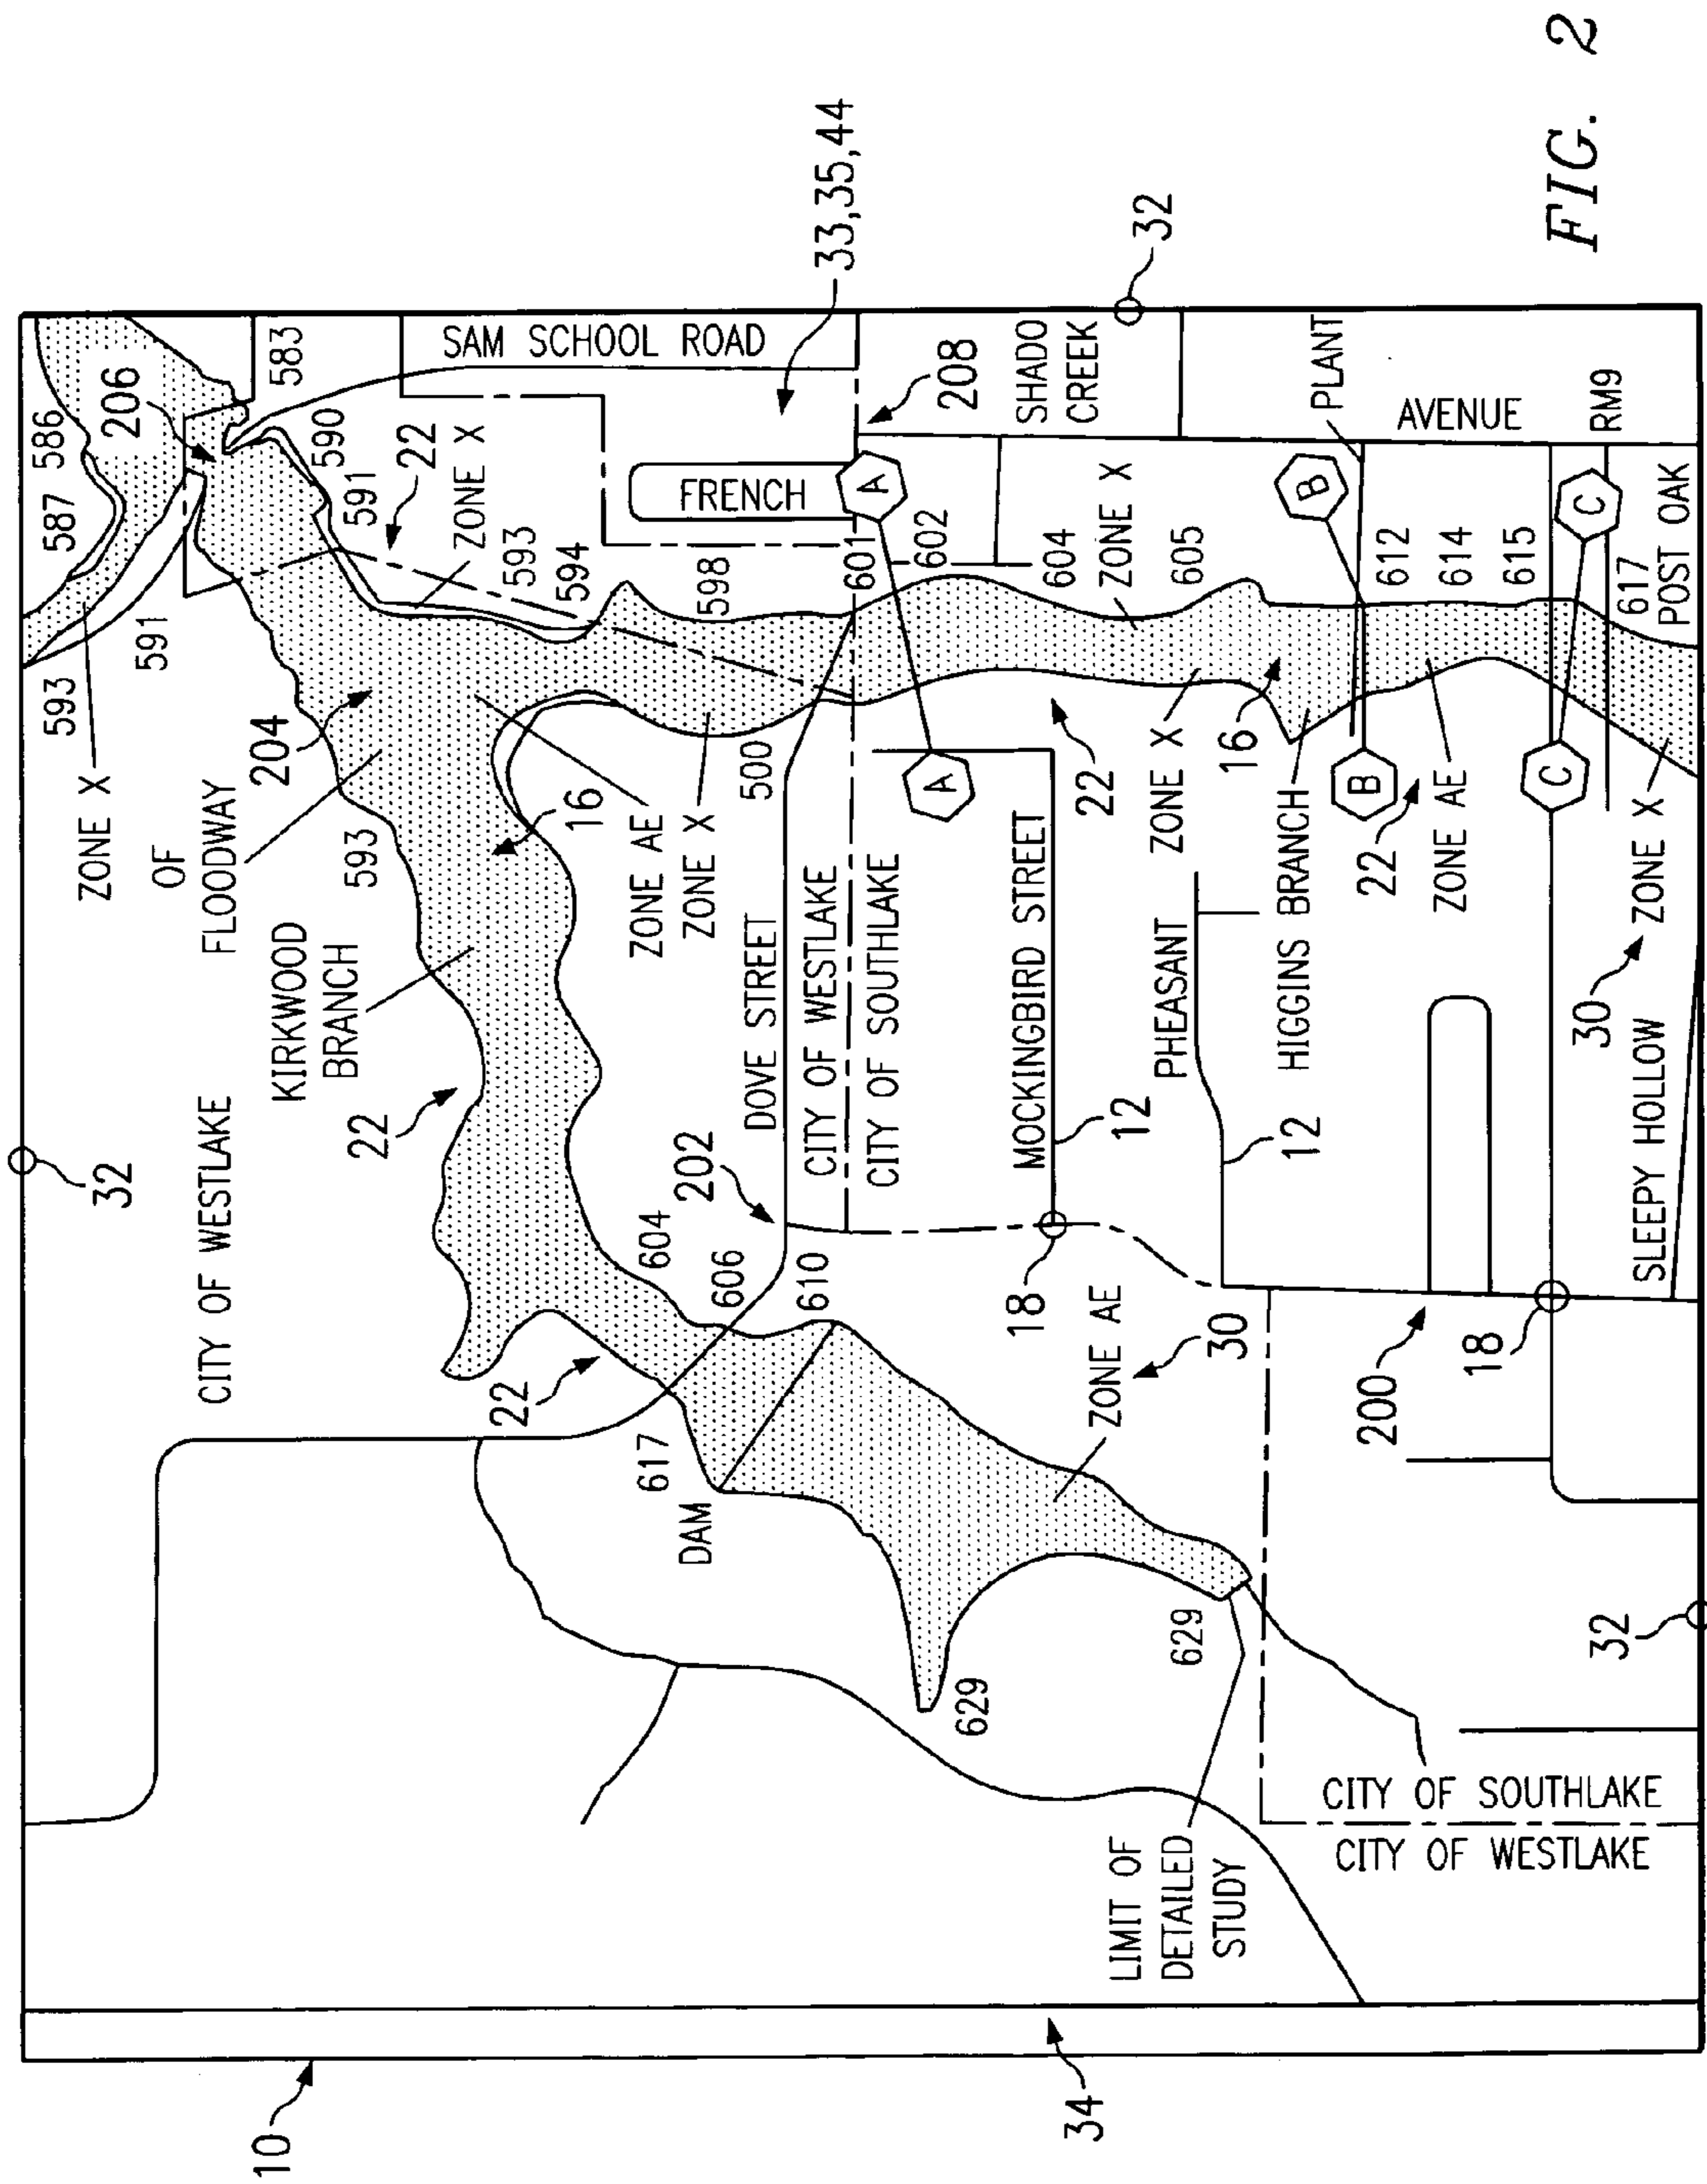 10
34
32
32
32
CITY OF WESTLAKE
KIRKWOOD
BRANCH
OF
FLOODWAY
ZONE X
593
591
587
586
206
583
590
591
22
ZONE X
593
594
598
SAM SCHOOL ROAD
33,35,44
204
593
16
ZONE AE
ZONE X
22
22
500
DOVE STREET
CITY OF WESTLAKE
CITY OF SOUTHLAKE
202
604
606
610
617
DAM
629
629
LIMIT OF
DETAILED
STUDY
ZONE AE
30
FRENCH
A
A
601
602
208
SHADO
CREEK
604
ZONE X
605
MOCKINGBIRD STREET
12
18
22
ZONE X
16
PHEASANT
12
HIGGINS BRANCH
B
B
PLANT
AVENUE
RM9
612
614
615
617
POST OAK
C
C
22
ZONE AE
30
ZONE X
SLEEPY HOLLOW
200
18
CITY OF SOUTHLAKE
CITY OF WESTLAKE
FIG. 2